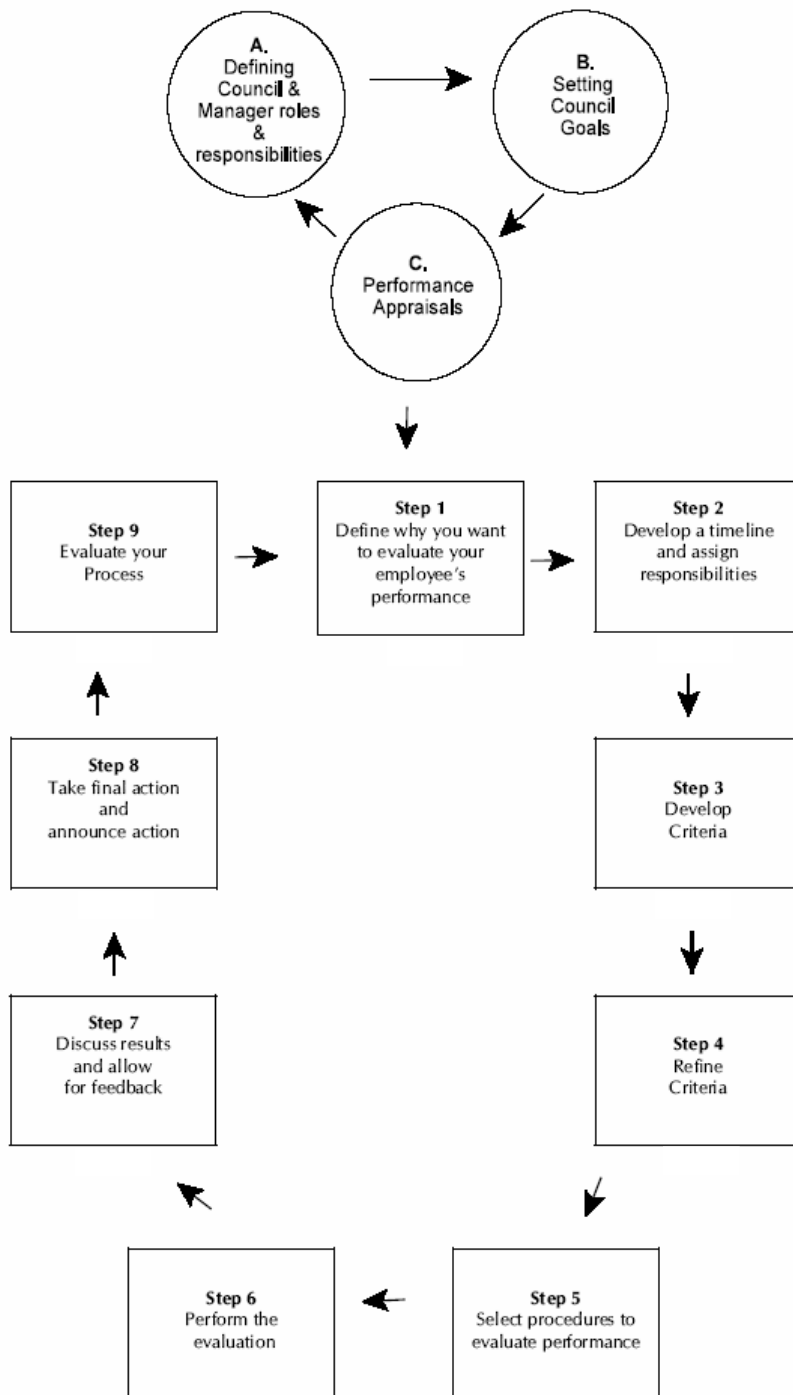 A.
Defining
Council &
Manager roles
&
responsibilities
B.
Setting
Council
Goals
C.
Performance
Appraisals
Step 9
Evaluate your
Process
Step 1
Define why you want
to evaluate your
employee's
performance
Step 2
Develop a timeline
and assign
responsibilities
Step 8
Take final action
and
announce action
Step 3
Develop
Criteria
Step 7
Discuss results
and allow
for feedback
Step 4
Refine
Criteria
Step 6
Perform the
evaluation
Step 5
Select procedures to
evaluate performance